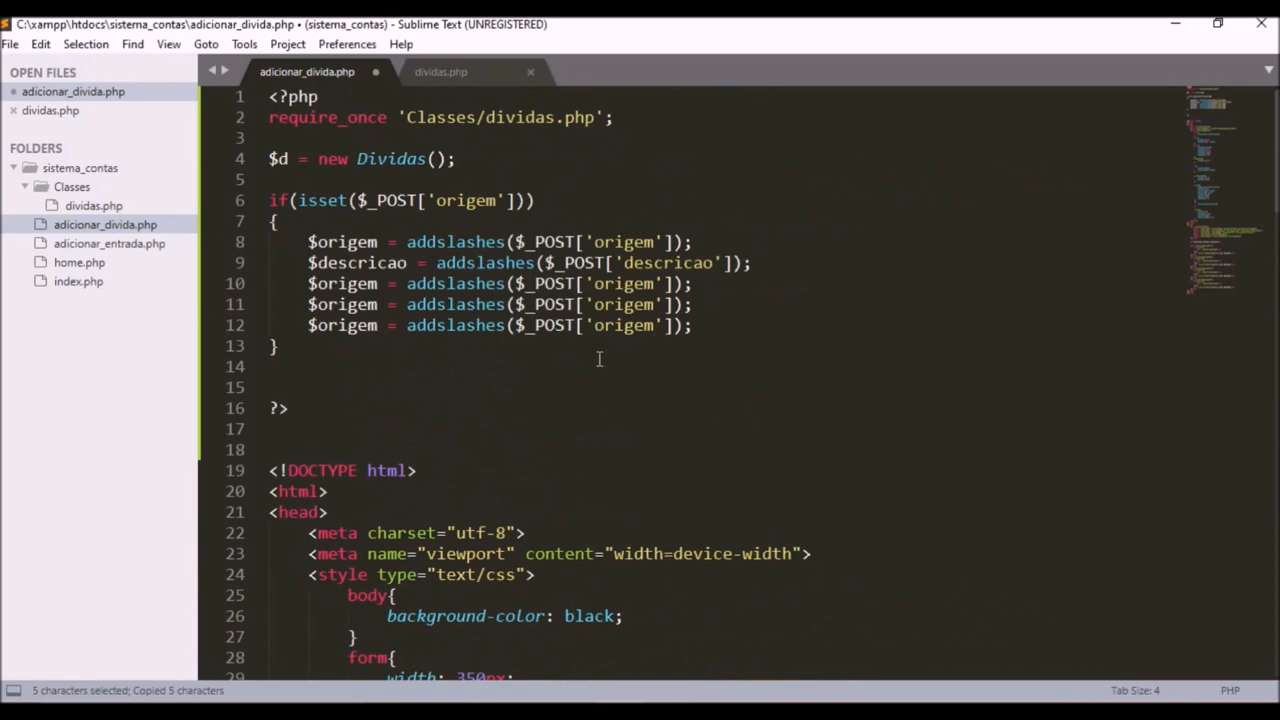 C:\xampp\htdocs\sistema_contas\adicionar_divida.php • (sistema_contas) - Sublime Text (UNREGISTERED)
File Edit Selection Find View Goto Tools Project Preferences Help
OPEN FILES
adicionar_divida.php
dividas.php
FOLDERS
sistema_contas
Classes
dividas.php
adicionar_divida.php
adicionar_entrada.php
home.php
index.php
adicionar_divida.php dividas.php
1 <?php
2 require_once 'Classes/dividas.php';
3
4 $d = new Dividas();
5
6 if(isset($_POST['origem']))
7 {
8 $origem = addslashes($_POST['origem']);
9 $descricao = addslashes($_POST['descricao']);
10 $origem = addslashes($_POST['origem']);
11 $origem = addslashes($_POST['origem']);
12 $origem = addslashes($_POST['origem']);
13 }
14
15
16 ?>
17
18
19 <!DOCTYPE html>
20 <html>
21 <head>
22 <meta charset="utf-8">
23 <meta name="viewport" content="width=device-width">
24 <style type="text/css">
25 body{
26 background-color: black;
27 }
28 form{
29 width: 350px;
5 characters selected; Copied 5 characters Tab Size: 4 PHP